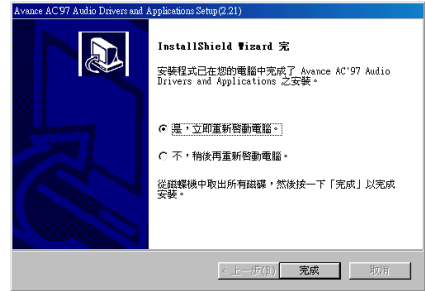 Avance AC'97 Audio Drivers and Applications Setup(2.21)
InstallShield Wizard 完
安裝程式已在您的電腦中完成了 Avance AC'97 Audio
Drivers and Applications 之安裝。
是，立即重新啓動電腦。
不，稍後再重新啓動電腦。
從磁碟機中取出所有磁碟，然後按一下「完成」以完成
安裝。
< 上一步(B)
完成
取消